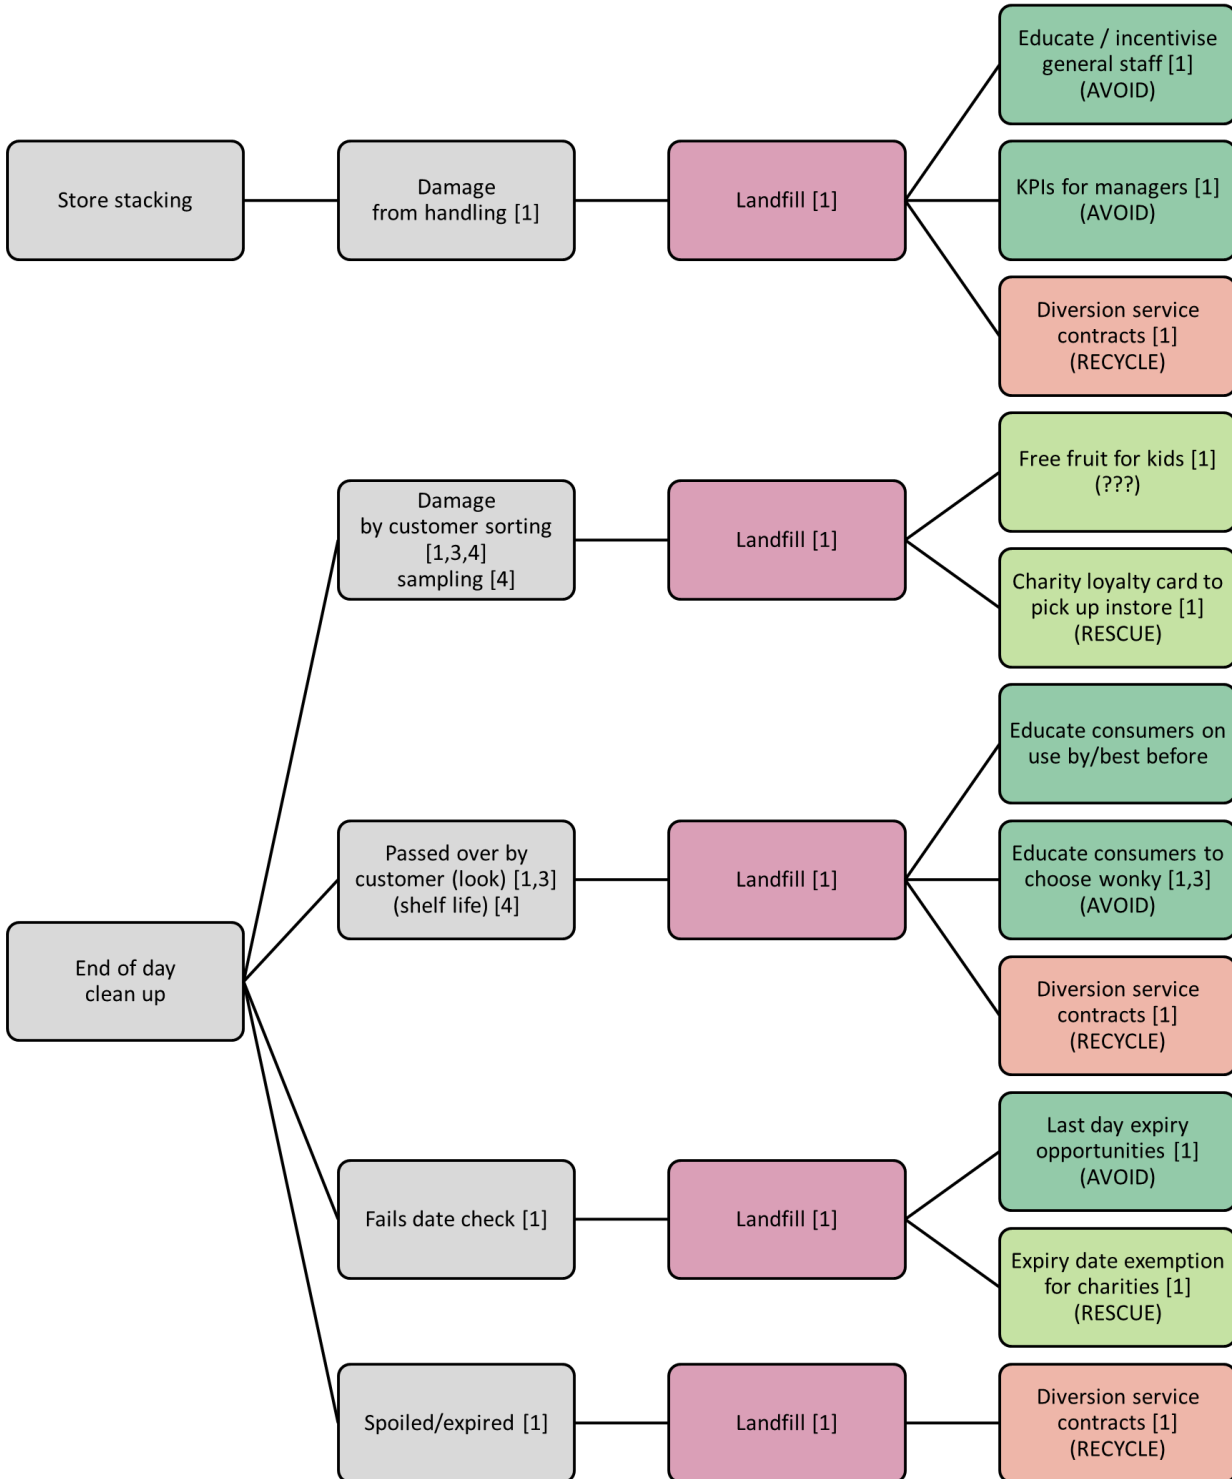 Educate / incentivise
general staff [1]
(AVOID)
Store stacking
Damage
from handling [1]
Landfill [1]
KPIs for managers [1]
(AVOID)
Diversion service
contracts [1]
(RECYCLE)
Free fruit for kids [1]
(???)
Damage
by customer sorting
[1,3,4]
sampling [4]
Landfill [1]
Charity loyalty card to
pick up instore [1]
(RESCUE)
Educate consumers on
use by/best before
Passed over by
customer (look) [1,3]
(shelf life) [4]
Landfill [1]
Educate consumers to
choose wonky [1,3]
(AVOID)
End of day
clean up
Diversion service
contracts [1]
(RECYCLE)
Last day expiry
opportunities [1]
(AVOID)
Fails date check [1]
Landfill [1]
Expiry date exemption
for charities [1]
(RESCUE)
Spoiled/expired [1]
Landfill [1]
Diversion service
contracts [1]
(RECYCLE)